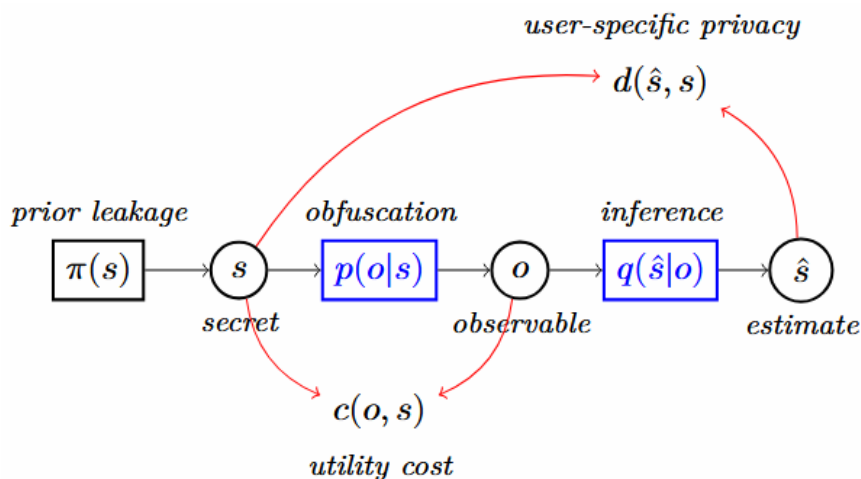 user-specific privacy
d(ŝ, s)
prior leakage
obfuscation
inference
π(s)
s
p(o|s)
o
q(ŝ|o)
ŝ
secret
observable
estimate
c(o, s)
utility cost